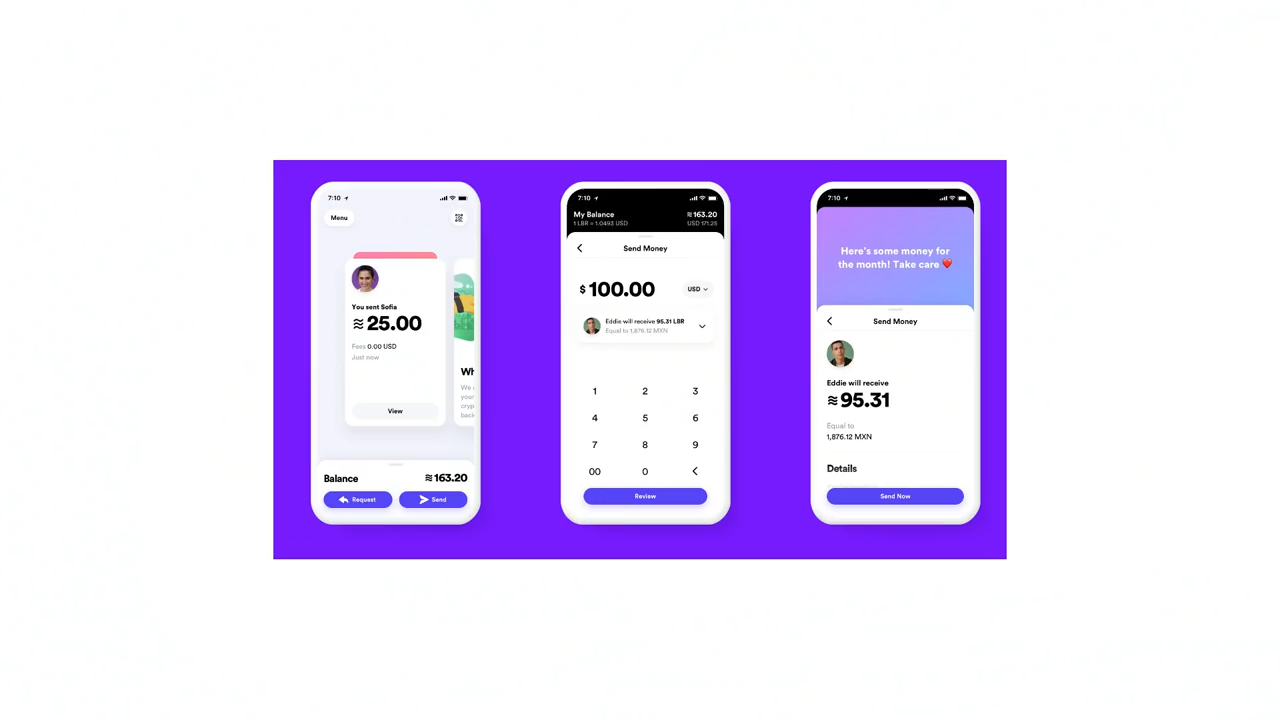 7:10
Menu
You sent Sofia
≋ 25.00
Fees 0.00 USD
Just now
View
Wh
We
your
cryp
back
Balance
≋ 163.20
Request
Send
7:10
My Balance
≋ 163.20
1 LBR = 1.0493 USD
USD 171.25
Send Money
$ 100.00
USD
Eddie will receive 95.31 LBR
Equal to 1,876.12 MXN
1 2 3
4 5 6
7 8 9
00 0
Review
7:10
Here's some money for
the month! Take care ❤️
Send Money
Eddie will receive
≋ 95.31
Equal to
1,876.12 MXN
Details
Send Now